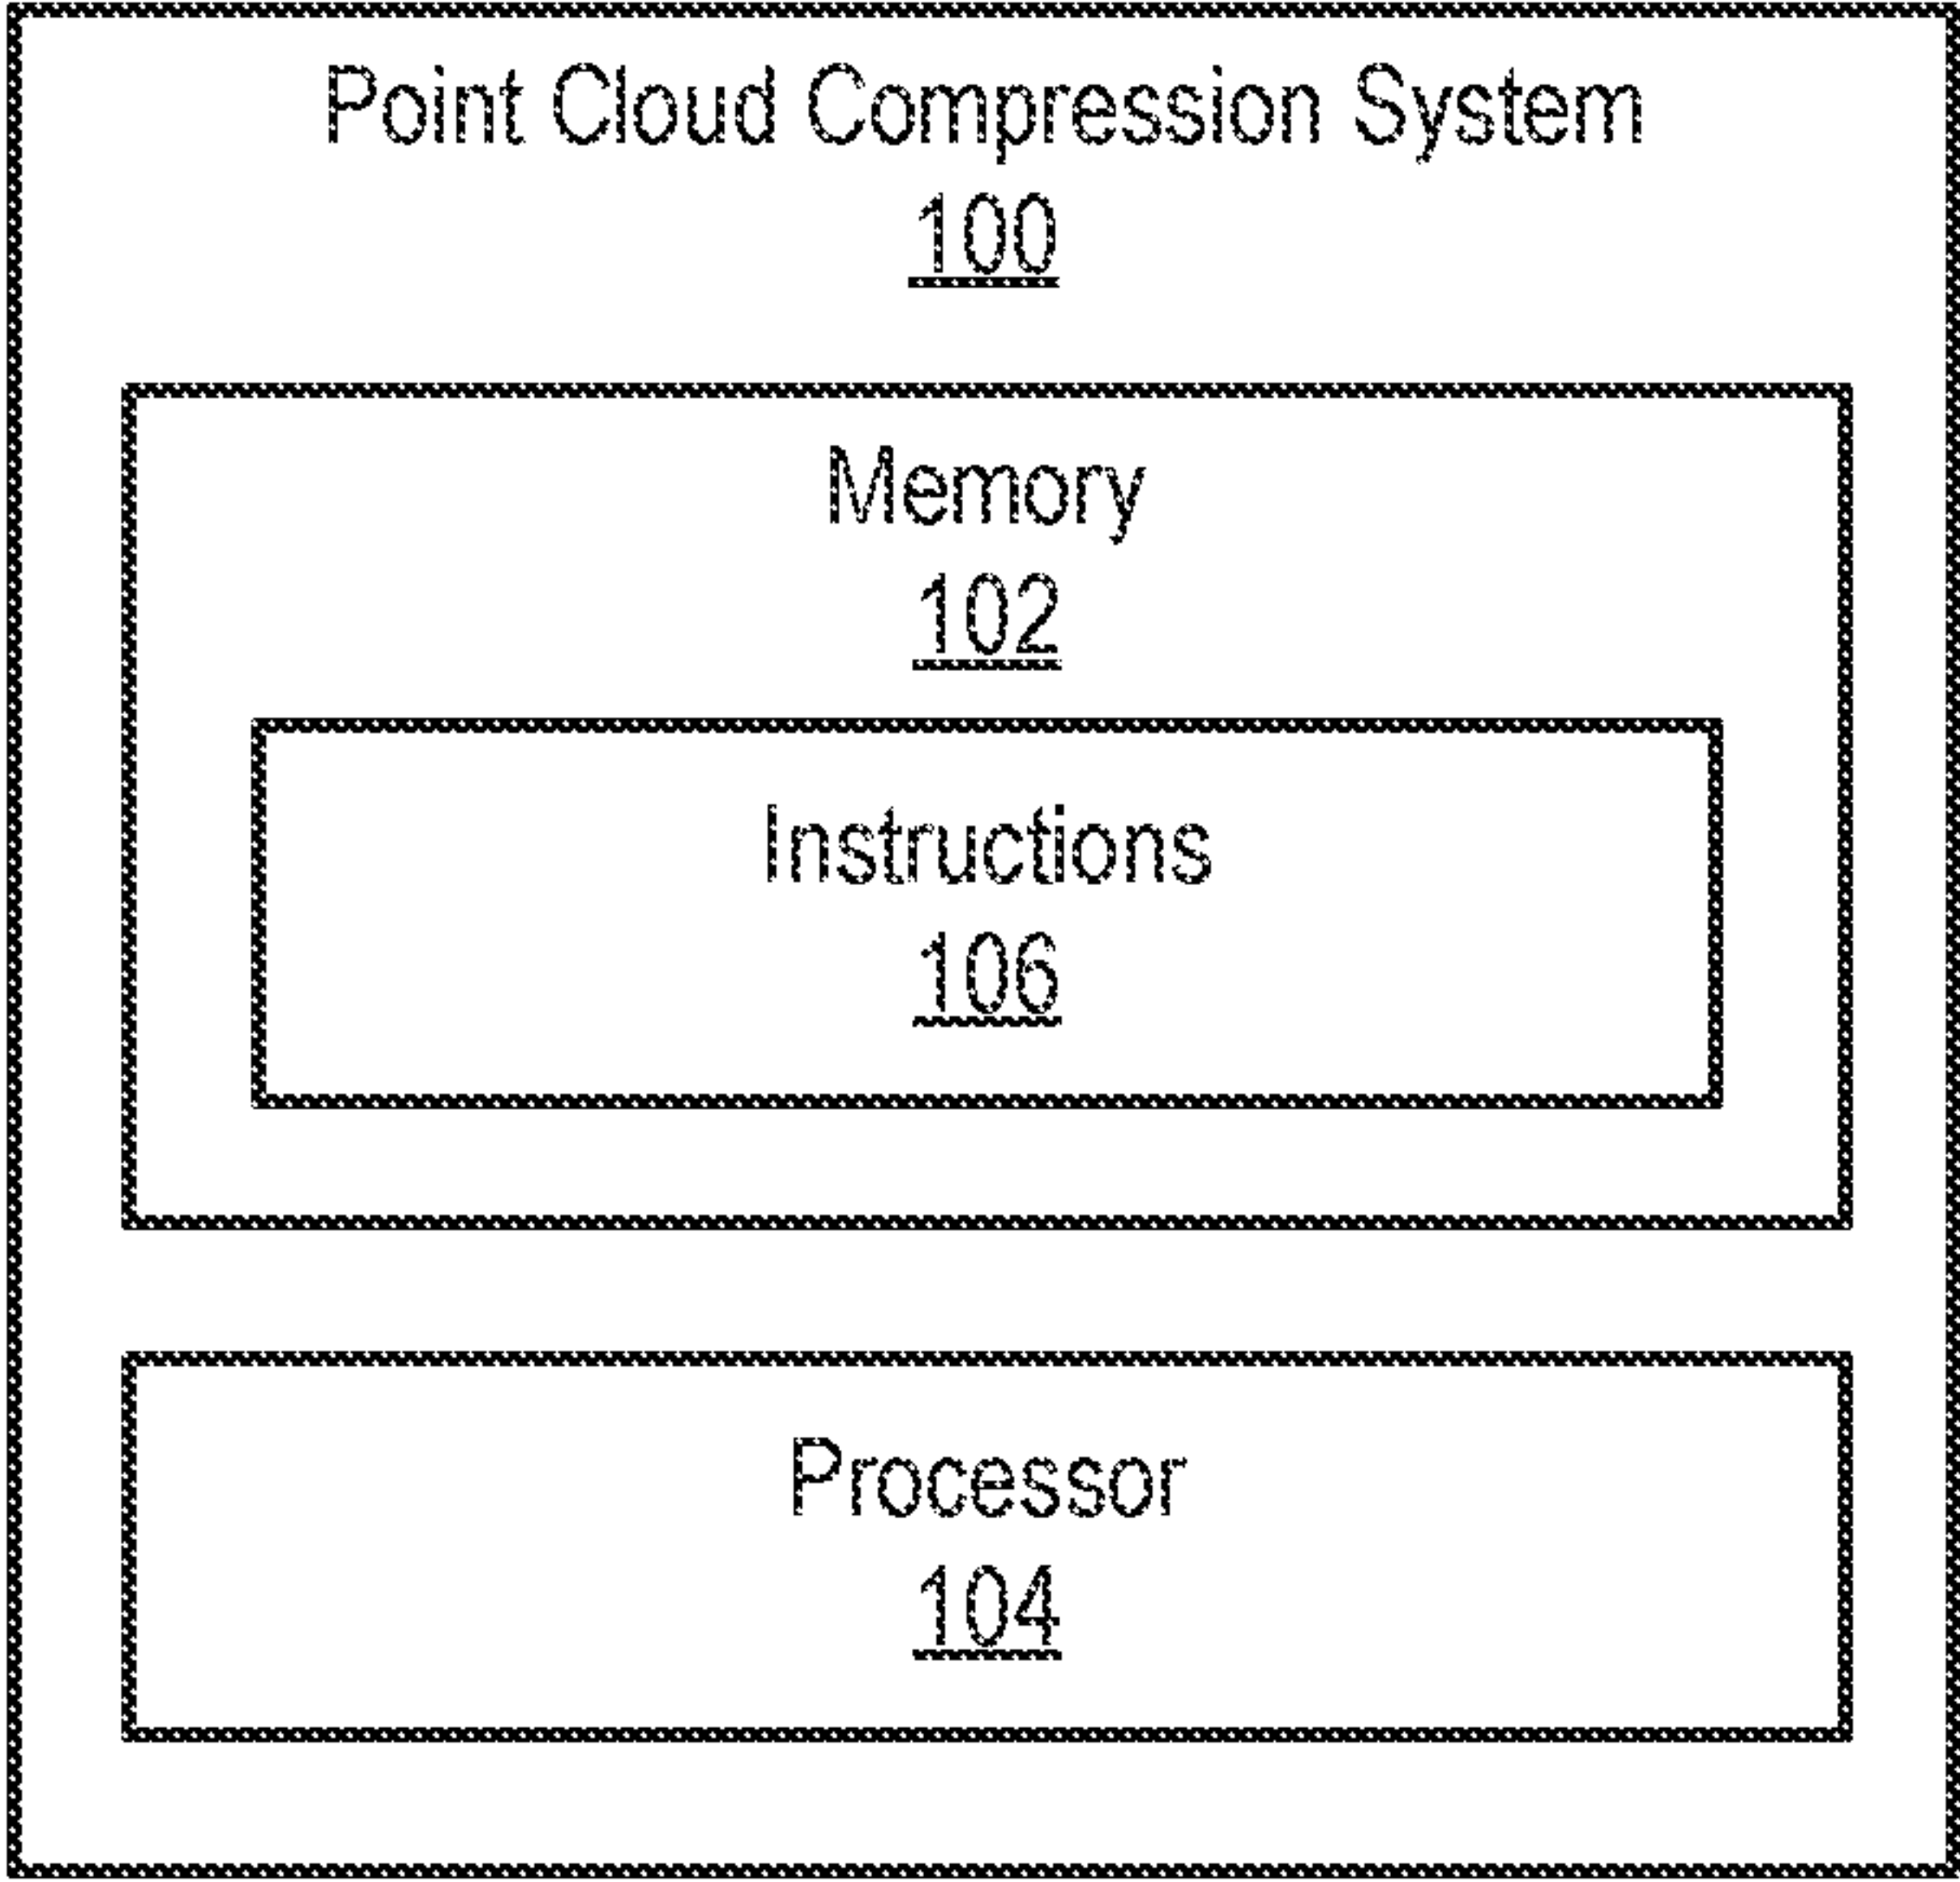 Point Cloud Compression System
100
Memory
102
Instructions
106
Processor
104